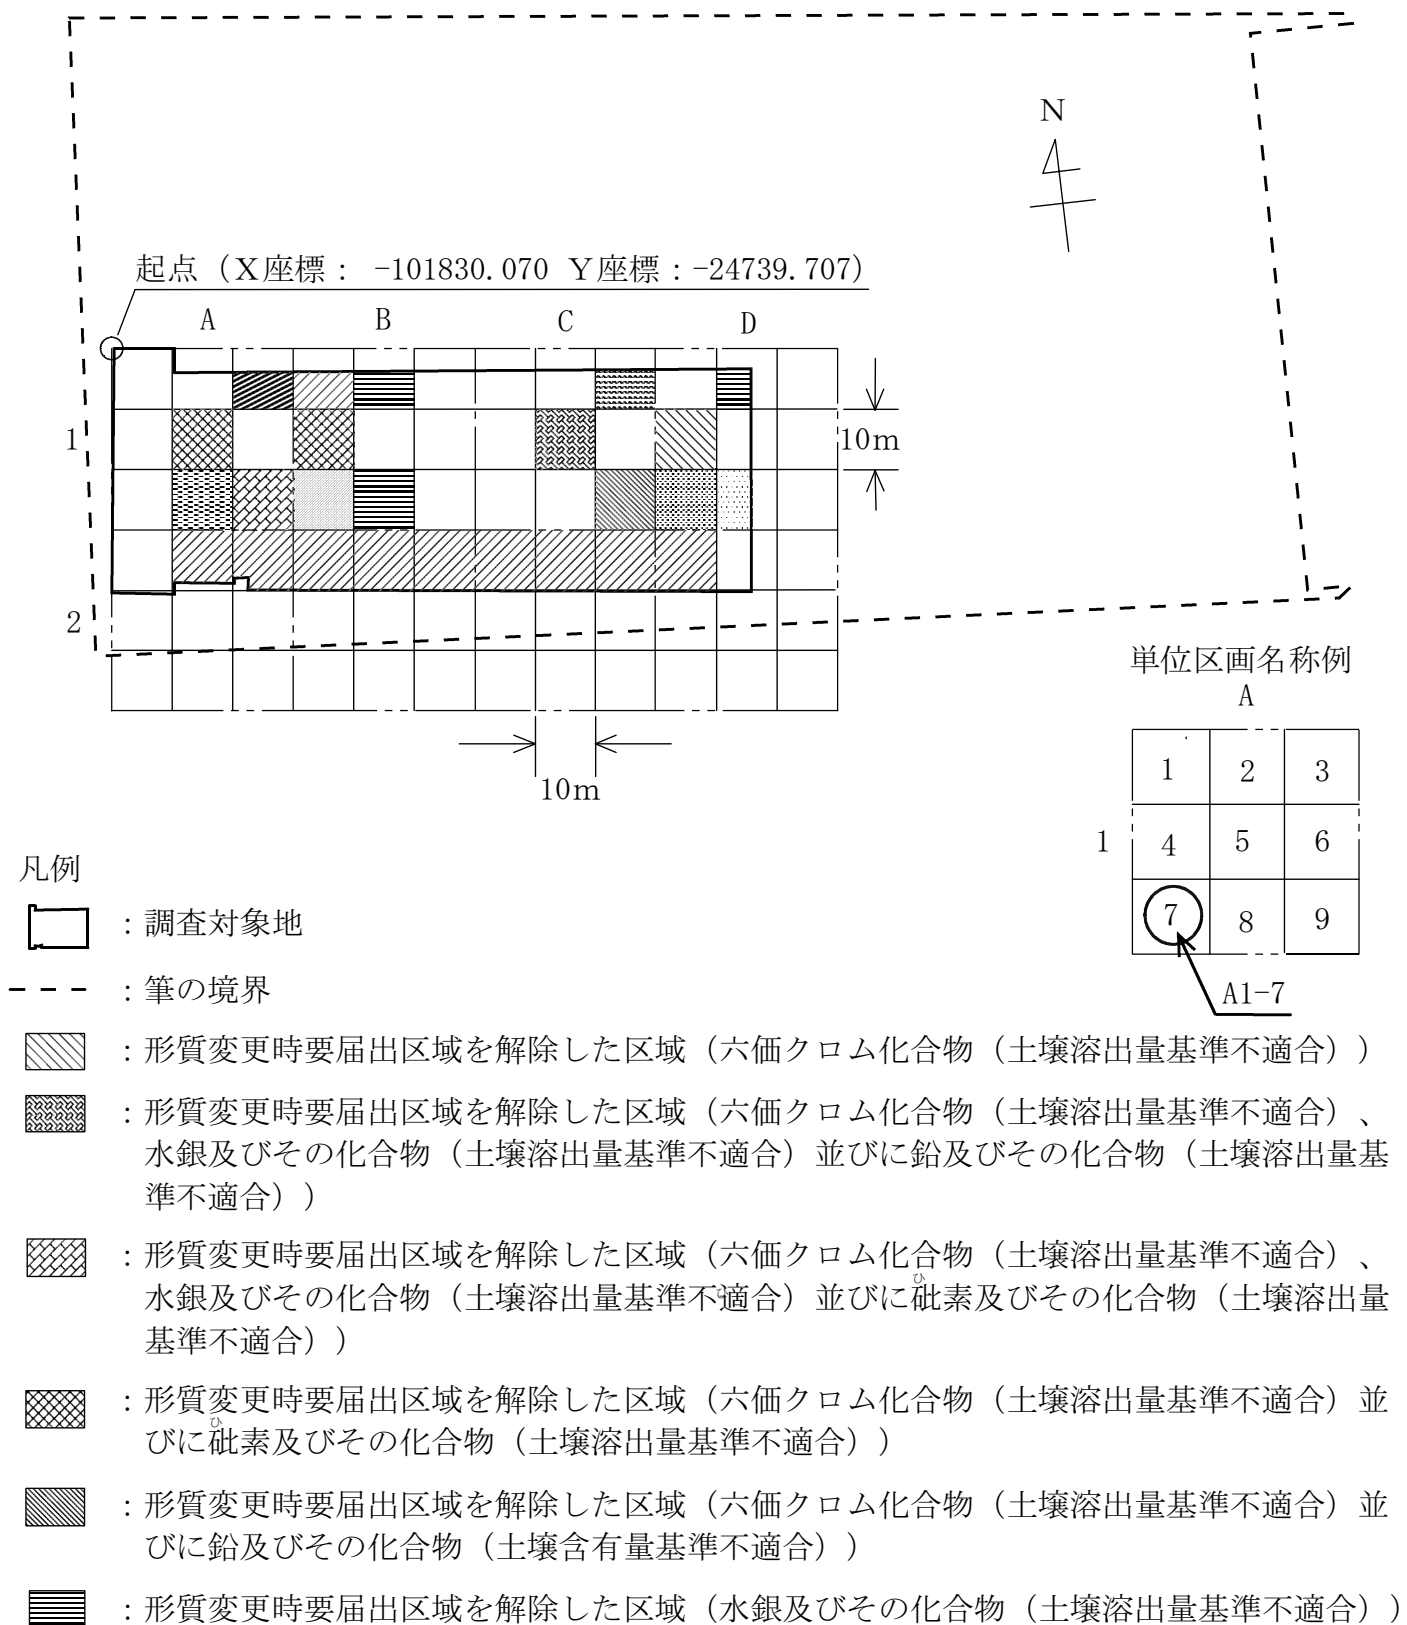 N
起点（Ｘ座標： -101830.070 Ｙ座標：-24739.707）
A
B
C
D
1
10m
2
10m
単位区画名称例
A
1 2 3
1
4 5 6
7 8 9
A1-7
凡例
：調査対象地
：筆の境界
：形質変更時要届出区域を解除した区域（六価クロム化合物（土壌溶出量基準不適合））
：形質変更時要届出区域を解除した区域（六価クロム化合物（土壌溶出量基準不適合）、
水銀及びその化合物（土壌溶出量基準不適合）並びに鉛及びその化合物（土壌溶出量基
準不適合））
：形質変更時要届出区域を解除した区域（六価クロム化合物（土壌溶出量基準不適合）、
水銀及びその化合物（土壌溶出量基準不適合）並びに砒素及びその化合物（土壌溶出量
基準不適合））
：形質変更時要届出区域を解除した区域（六価クロム化合物（土壌溶出量基準不適合）並
びに砒素及びその化合物（土壌溶出量基準不適合））
：形質変更時要届出区域を解除した区域（六価クロム化合物（土壌溶出量基準不適合）並
びに鉛及びその化合物（土壌含有量基準不適合））
：形質変更時要届出区域を解除した区域（水銀及びその化合物（土壌溶出量基準不適合））